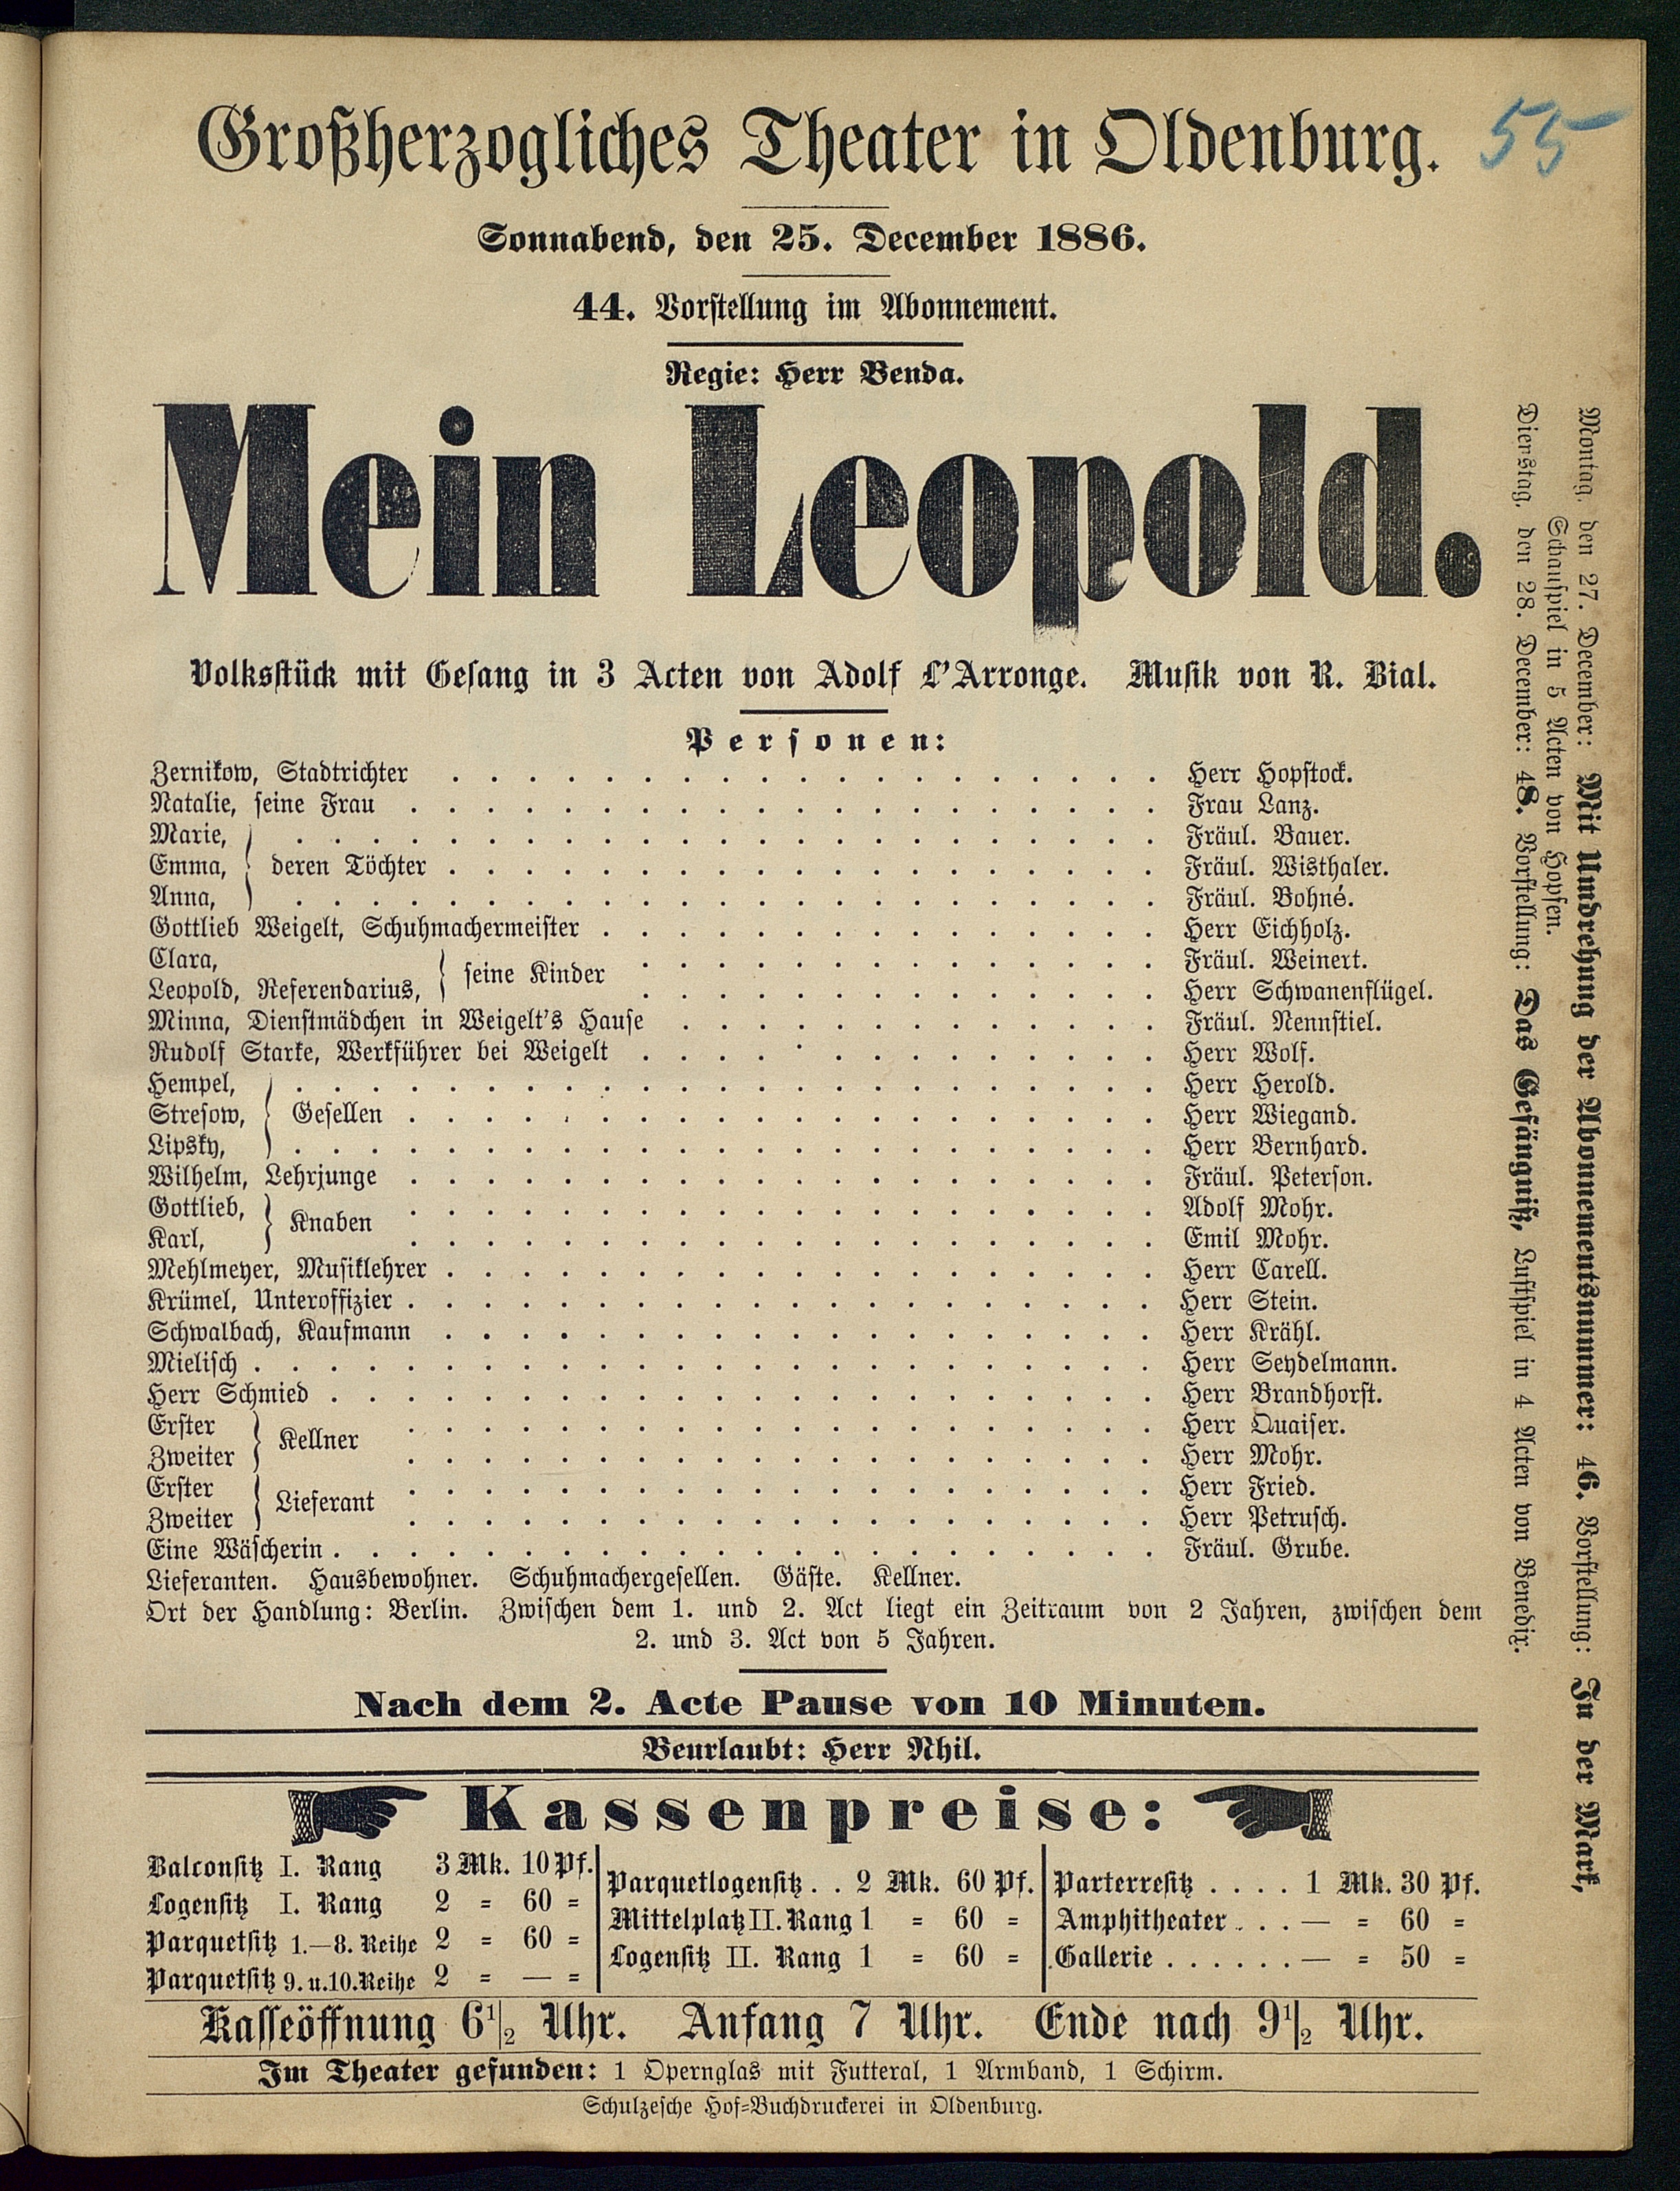 Großherzogliches Theater in Oldenburg.
55
Sonnabend, den 25. December 1886.
44. Vorstellung im Abonnement.
Regie: Herr Benda.
Mein Leopold.
Volksstück mit Gesang in 3 Acten von Adolf L'Arronge. Musik von R. Bial.
Personen:
Zernikow, Stadtrichter . . . . . Herr Hopstock.
Natalie, seine Frau . . . . . Frau Lanz.
Marie, . . . . . Fräul. Bauer.
Emma, } deren Töchter . . . . . Fräul. Wisthaler.
Anna, . . . . . Fräul. Bohné.
Gottlieb Weigelt, Schuhmachermeister . . . . . Herr Eichholz.
Clara, . . . . . Fräul. Weinert.
} seine Kinder
Leopold, Referendarius, . . . . . Herr Schwanenflügel.
Minna, Dienstmädchen in Weigelt's Hause . . . . . Fräul. Nennstiel.
Rudolf Starke, Werkführer bei Weigelt . . . . . Herr Wolf.
Hempel, . . . . . Herr Herold.
Stresow, } Gesellen . . . . . Herr Wiegand.
Lipsky, . . . . . Herr Bernhard.
Wilhelm, Lehrjunge . . . . . Fräul. Peterson.
Gottlieb, . . . . . Adolf Mohr.
} Knaben
Karl, . . . . . Emil Mohr.
Mehlmeyer, Musiklehrer . . . . . Herr Carell.
Krümel, Unteroffizier . . . . . Herr Stein.
Schwalbach, Kaufmann . . . . . Herr Krähl.
Mielisch . . . . . Herr Seydelmann.
Herr Schmied . . . . . Herr Brandhorst.
Erster . . . . . Herr Quaiser.
} Kellner
Zweiter . . . . . Herr Mohr.
Erster . . . . . Herr Fried.
} Lieferant
Zweiter . . . . . Herr Petrusch.
Eine Wäscherin . . . . . Fräul. Grube.
Lieferanten. Hausbewohner. Schuhmachergesellen. Gäste. Kellner.
Ort der Handlung: Berlin. Zwischen dem 1. und 2. Act liegt ein Zeitraum von 2 Jahren, zwischen dem
2. und 3. Act von 5 Jahren.
Nach dem 2. Acte Pause von 10 Minuten.
Beurlaubt: Herr Nhil.
Kassenpreise:
Balconsitz I. Rang 3 Mk. 10 Pf.
Logensitz I. Rang 2 = 60 =
Parquetsitz 1.—8. Reihe 2 = 60 =
Parquetsitz 9. u. 10. Reihe 2 = — =
Parquetlogensitz . . 2 Mk. 60 Pf.
Mittelplatz II. Rang 1 = 60 =
Logensitz II. Rang 1 = 60 =
Parterresitz . . . . 1 Mk. 30 Pf.
Amphitheater . . . — = 60 =
Gallerie . . . . . . — = 50 =
Kasseöffnung 6 1/2 Uhr. Anfang 7 Uhr. Ende nach 9 1/2 Uhr.
Im Theater gefunden: 1 Opernglas mit Futteral, 1 Armband, 1 Schirm.
Schulzesche Hof=Buchdruckerei in Oldenburg.
Montag, den 27. December: Mit Umdrehung der Abonnementsnummer: 46. Vorstellung: In der Mark,
Schauspiel in 5 Acten von Hopfen.
Dienstag, den 28. December: 48. Vorstellung: Das Gefängniß, Lustspiel in 4 Acten von Benedix.